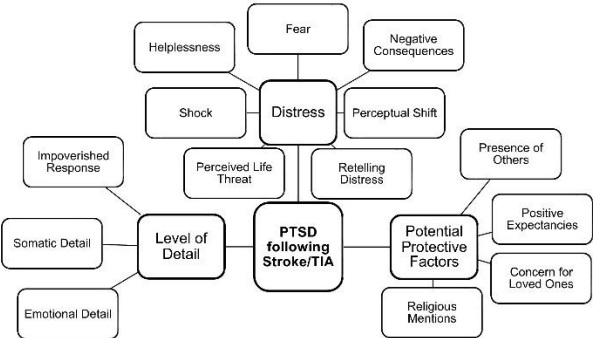 Fear
Helplessness
Negative
Consequences
Shock
Distress
Perceptual Shift
Perceived Life
Threat
Retelling
Distress
Impoverished
Response
Somatic Detail
Emotional Detail
Level of
Detail
PTSD
following
Stroke/TIA
Potential
Protective
Factors
Presence of
Others
Positive
Expectancies
Concern for
Loved Ones
Religious
Mentions